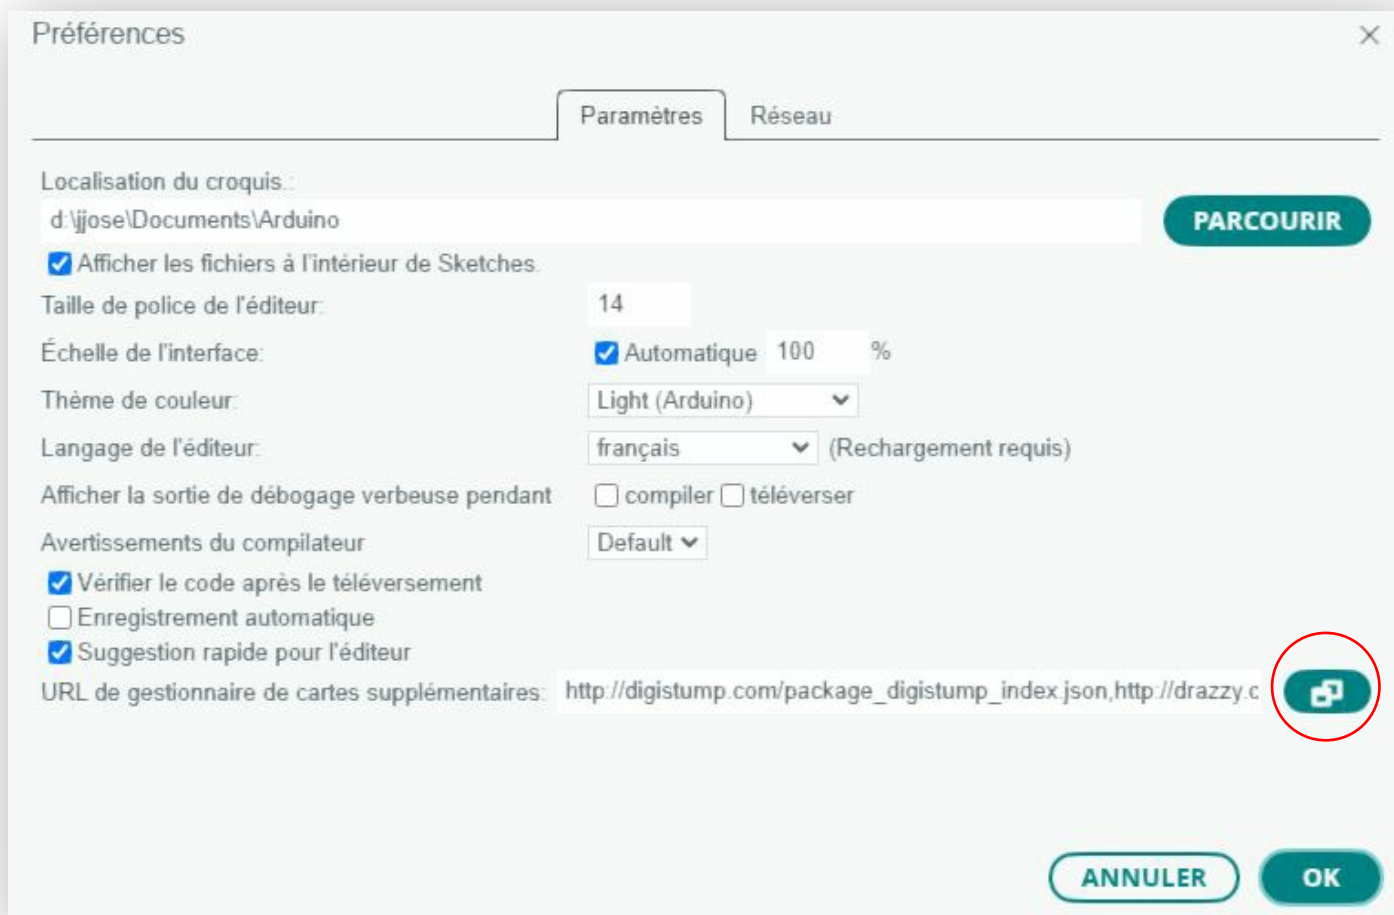 Préférences
Paramètres Réseau
Localisation du croquis :
d:\jjose\Documents\Arduino PARCOURIR
Afficher les fichiers à l'intérieur de Sketches.
Taille de police de l'éditeur: 14
Échelle de l'interface: Automatique 100 %
Thème de couleur: Light (Arduino)
Langage de l'éditeur: français (Rechargement requis)
Afficher la sortie de débogage verbeuse pendant compiler téléverser
Avertissements du compilateur Default
Vérifier le code après le téléversement
Enregistrement automatique
Suggestion rapide pour l'éditeur
URL de gestionnaire de cartes supplémentaires: http://digistump.com/package_digistump_index.json,http://drazzy.c
ANNULER OK